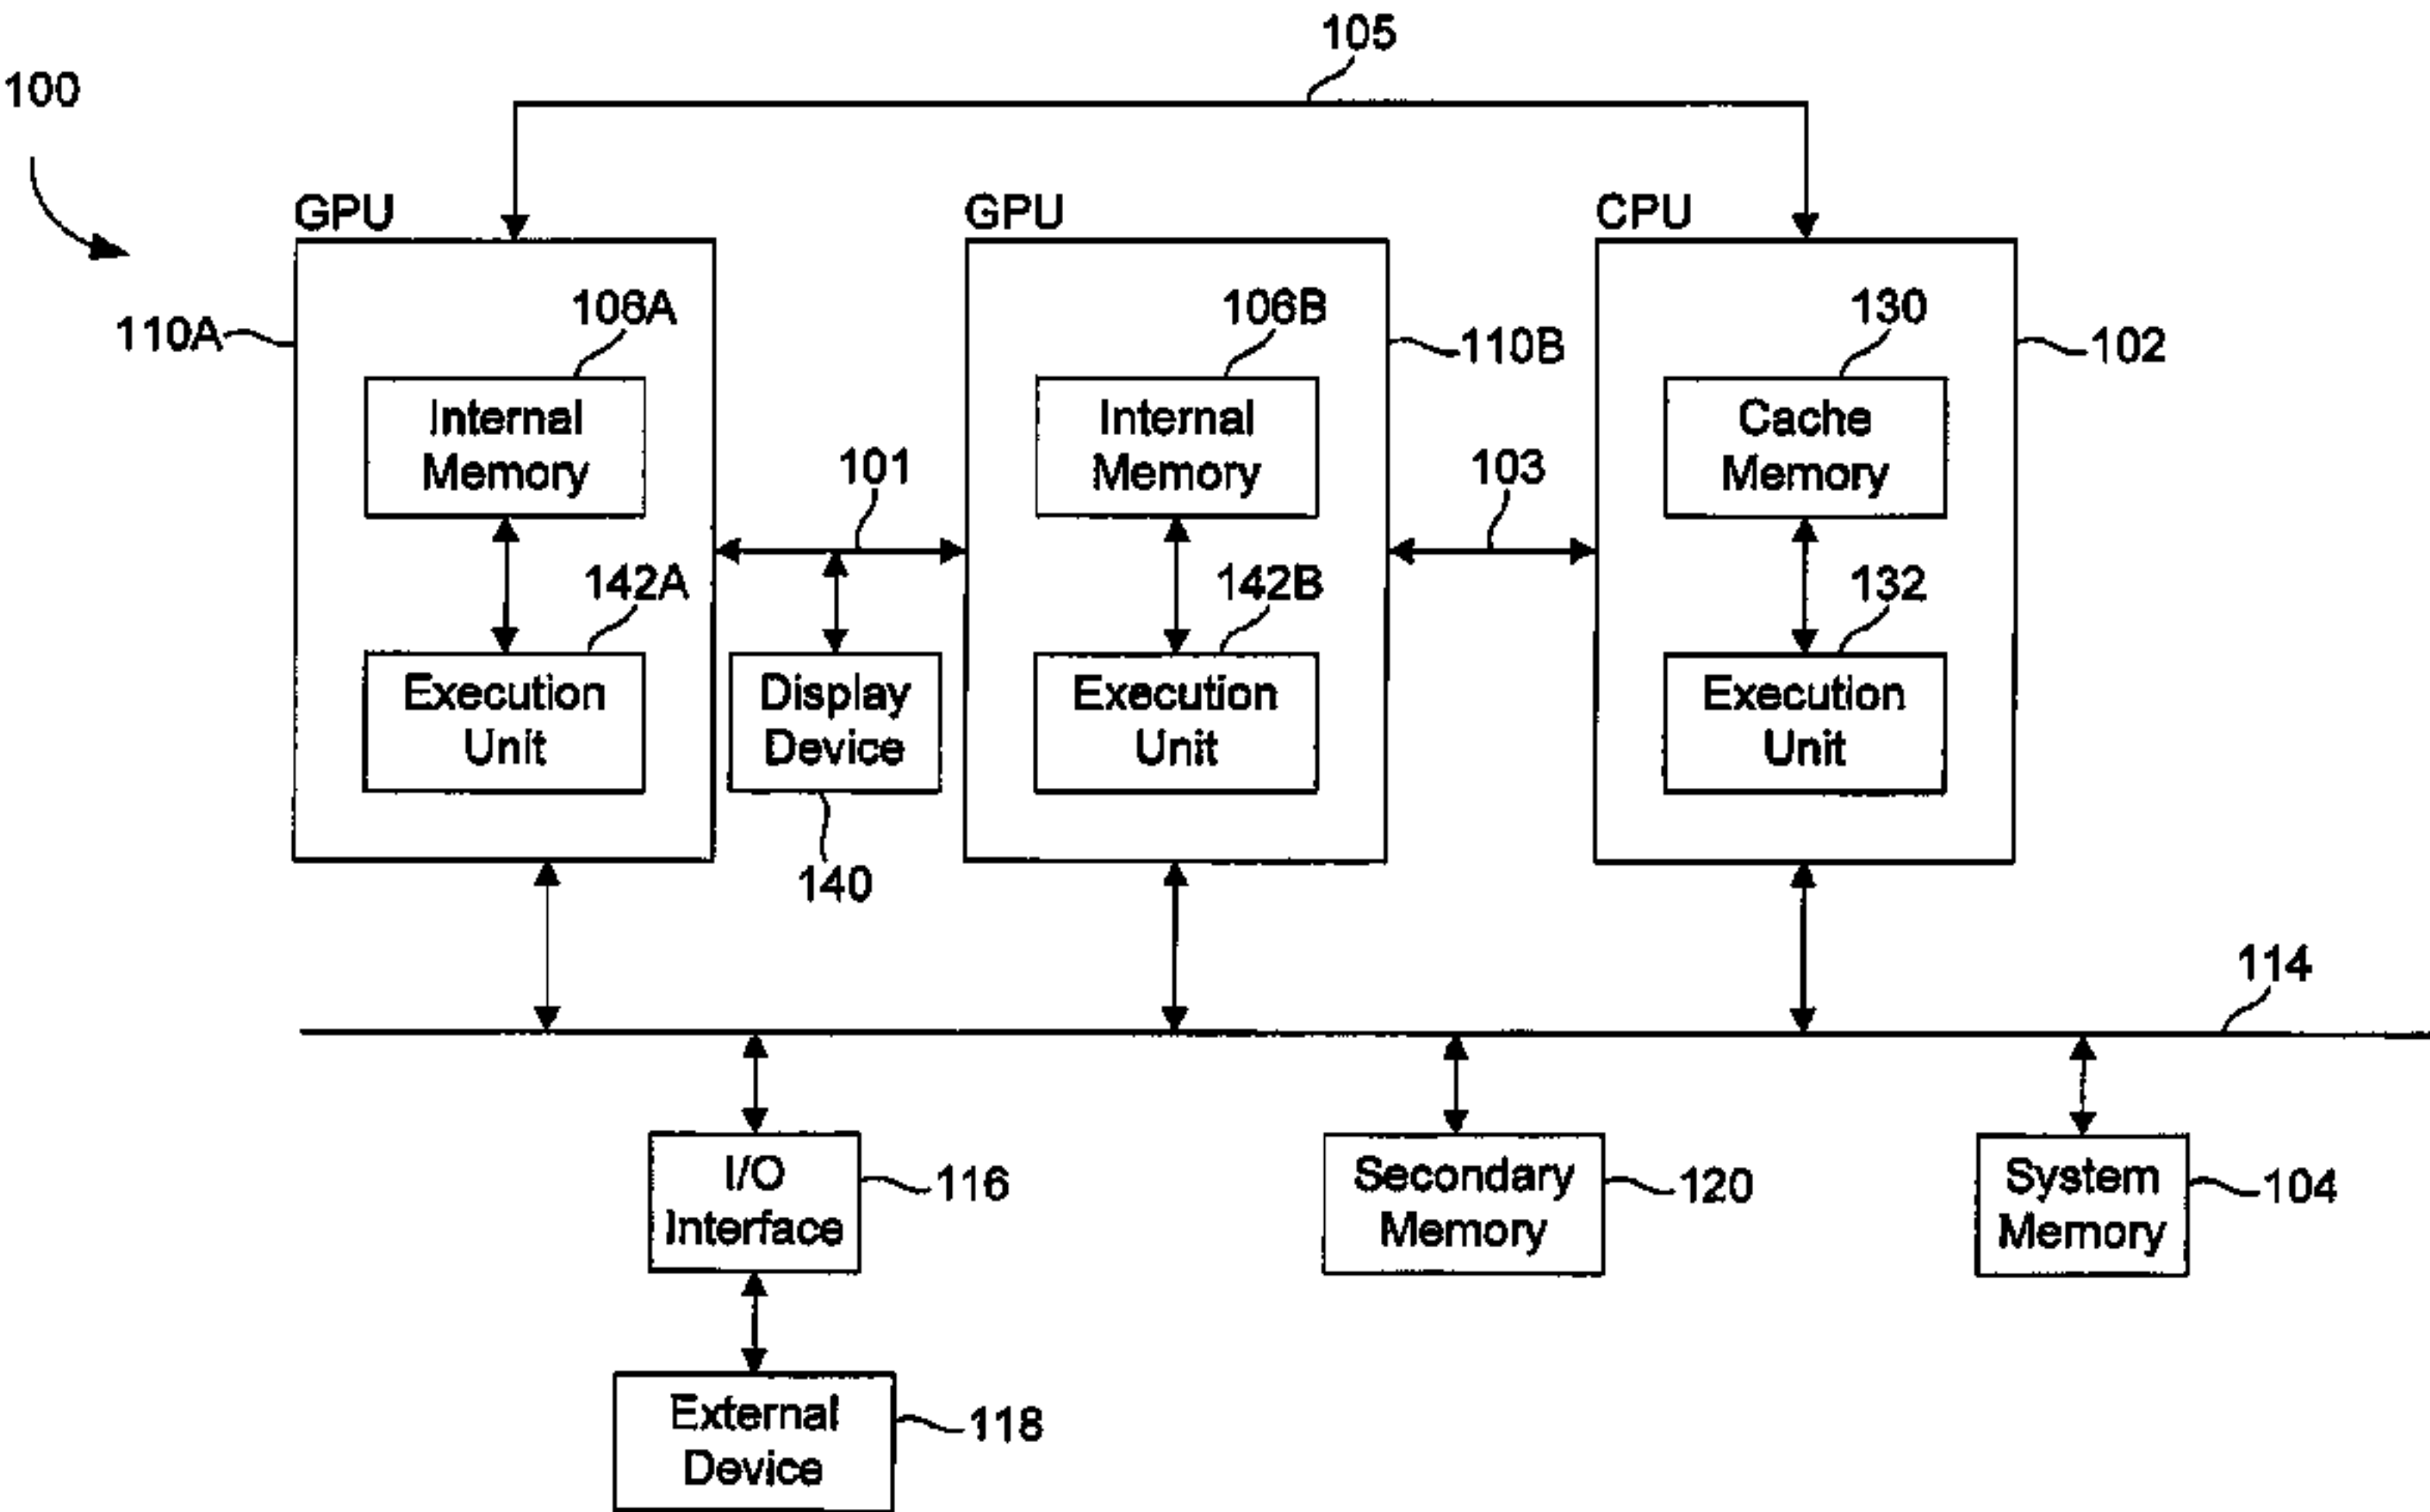 105
100
GPU
GPU
CPU
106A
106B
130
110A
110B
102
Internal
Memory
Internal
Memory
Cache
Memory
101
103
142A
142B
132
Execution
Unit
Display
Device
Execution
Unit
Execution
Unit
140
114
I/O
Interface
116
Secondary
Memory
120
System
Memory
104
External
Device
118